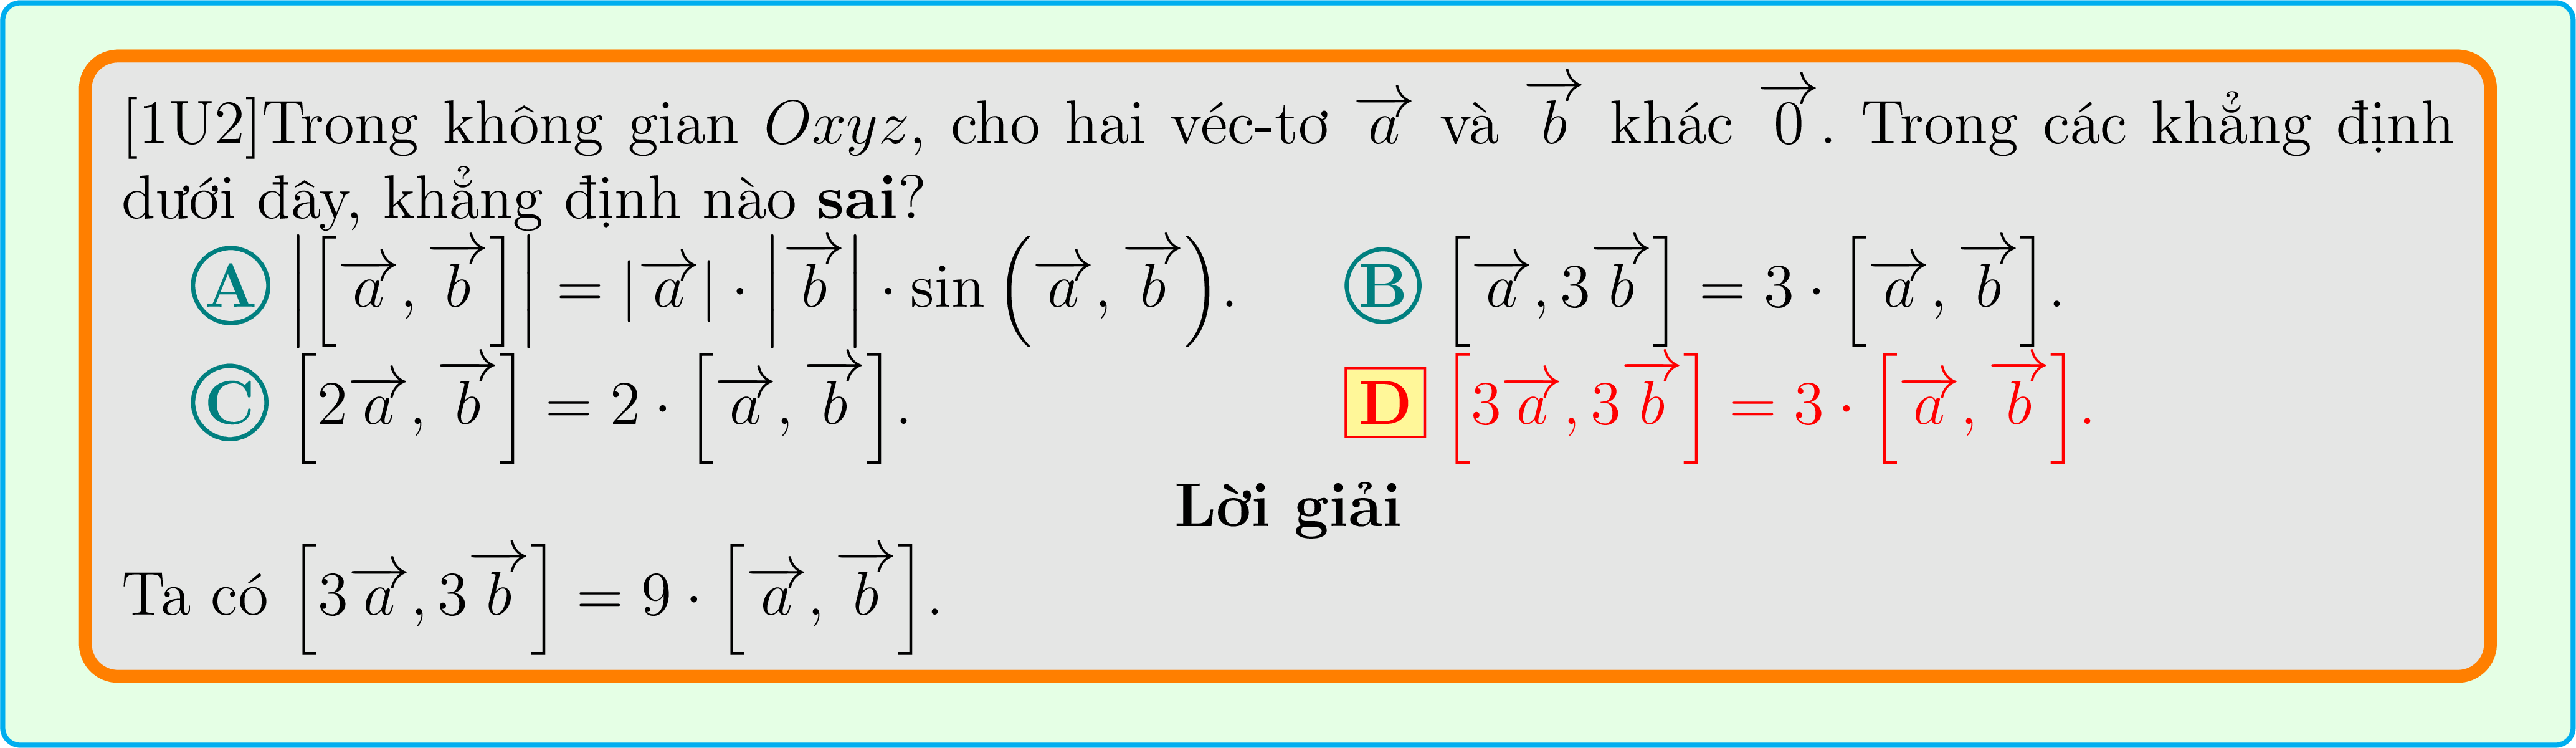 [1U2]Trong không gian $Oxyz$, cho hai véc-tơ $\overrightarrow{a}$ và $\overrightarrow{b}$ khác $\overrightarrow{0}$. Trong các khẳng định
dưới đây, khẳng định nào sai?
A $\left|\left[\overrightarrow{a}, \overrightarrow{b}\right]\right| = |\overrightarrow{a}| \cdot \left|\overrightarrow{b}\right| \cdot \sin\left(\overrightarrow{a}, \overrightarrow{b}\right)$. B $\left[\overrightarrow{a}, 3\overrightarrow{b}\right] = 3 \cdot \left[\overrightarrow{a}, \overrightarrow{b}\right]$.
C $\left[2\overrightarrow{a}, \overrightarrow{b}\right] = 2 \cdot \left[\overrightarrow{a}, \overrightarrow{b}\right]$. D $\left[3\overrightarrow{a}, 3\overrightarrow{b}\right] = 3 \cdot \left[\overrightarrow{a}, \overrightarrow{b}\right]$.
Lời giải
Ta có $\left[3\overrightarrow{a}, 3\overrightarrow{b}\right] = 9 \cdot \left[\overrightarrow{a}, \overrightarrow{b}\right]$.